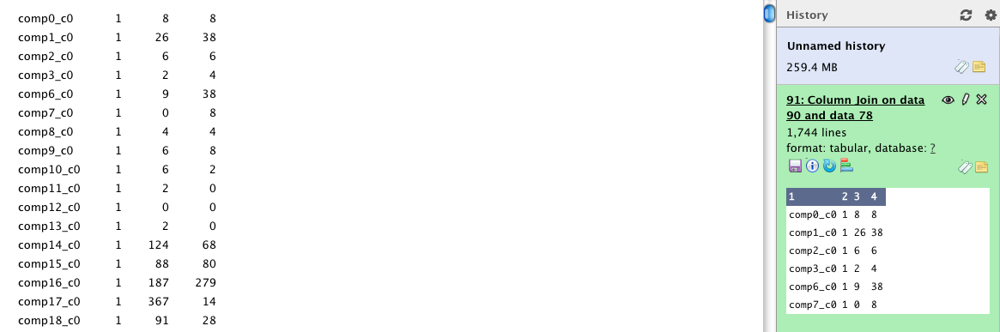 comp0_c0 1 8 8
comp1_c0 1 26 38
comp2_c0 1 6 6
comp3_c0 1 2 4
comp6_c0 1 9 38
comp7_c0 1 0 8
comp8_c0 1 4 4
comp9_c0 1 6 8
comp10_c0 1 6 2
comp11_c0 1 2 0
comp12_c0 1 0 0
comp13_c0 1 2 0
comp14_c0 1 124 68
comp15_c0 1 88 80
comp16_c0 1 187 279
comp17_c0 1 367 14
comp18_c0 1 91 28
History
Unnamed history
259.4 MB
91: Column Join on data
90 and data 78
1,744 lines
format: tabular, database: ?
1 2 3 4
comp0_c0 1 8 8
comp1_c0 1 26 38
comp2_c0 1 6 6
comp3_c0 1 2 4
comp6_c0 1 9 38
comp7_c0 1 0 8